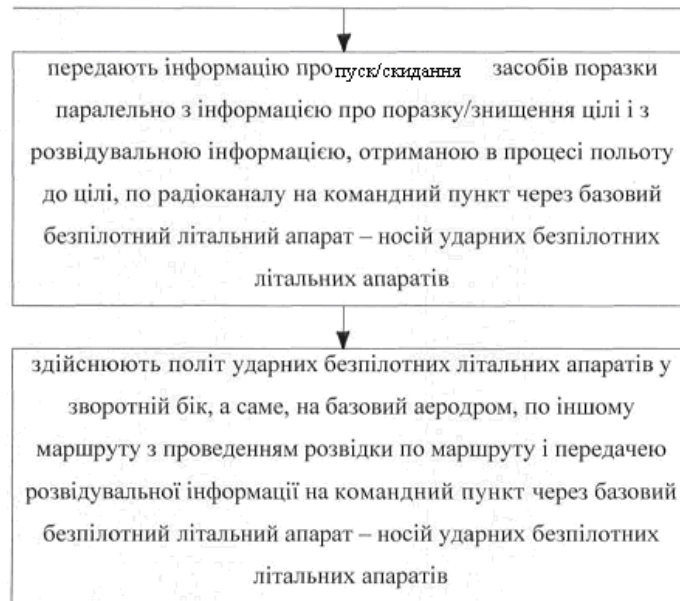 передають інформацію про пуск/скидання засобів поразки
паралельно з інформацією про поразку/знищення цілі і з
розвідувальною інформацією, отриманою в процесі польоту
до цілі, по радіоканалу на командний пункт через базовий
безпілотний літальний апарат – носій ударних безпілотних
літальних апаратів
здійснюють політ ударних безпілотних літальних апаратів у
зворотній бік, а саме, на базовий аеродром, по іншому
маршруту з проведенням розвідки по маршруту і передачею
розвідувальної інформації на командний пункт через базовий
безпілотний літальний апарат – носій ударних безпілотних
літальних апаратів